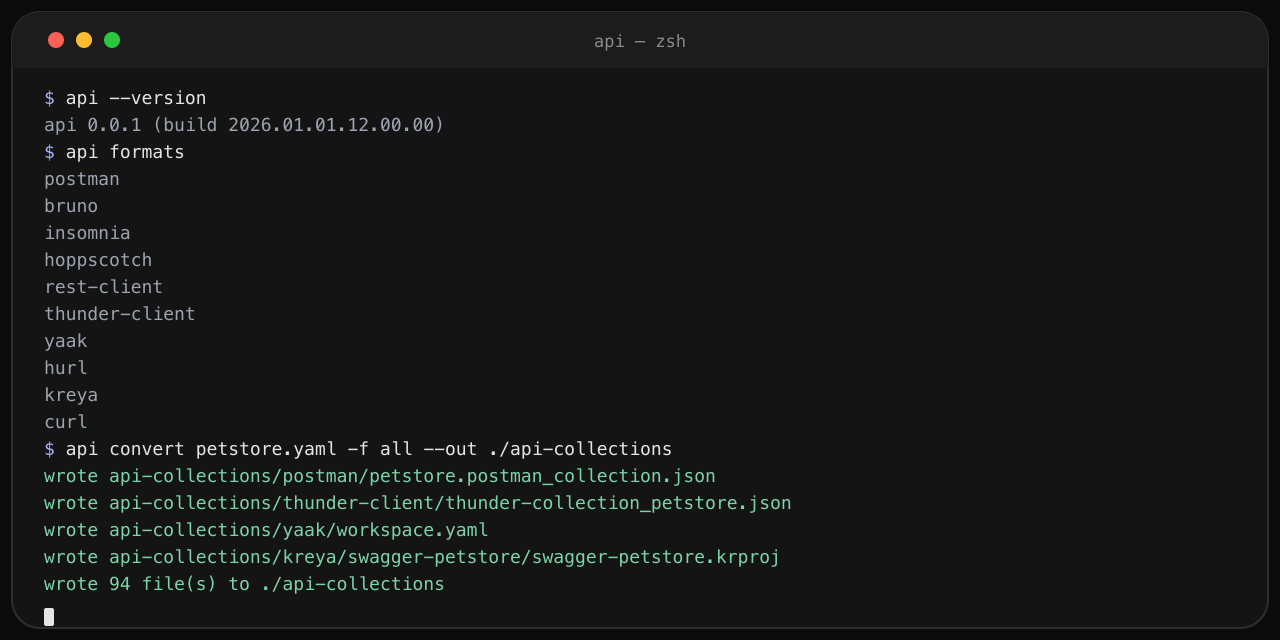 api — zsh
$ api --version
api 0.0.1 (build 2026.01.01.12.00.00)
$ api formats
postman
bruno
insomnia
hoppscotch
rest-client
thunder-client
yaak
hurl
kreya
curl
$ api convert petstore.yaml -f all --out ./api-collections
wrote api-collections/postman/petstore.postman_collection.json
wrote api-collections/thunder-client/thunder-collection_petstore.json
wrote api-collections/yaak/workspace.yaml
wrote api-collections/kreya/swagger-petstore/swagger-petstore.krproj
wrote 94 file(s) to ./api-collections